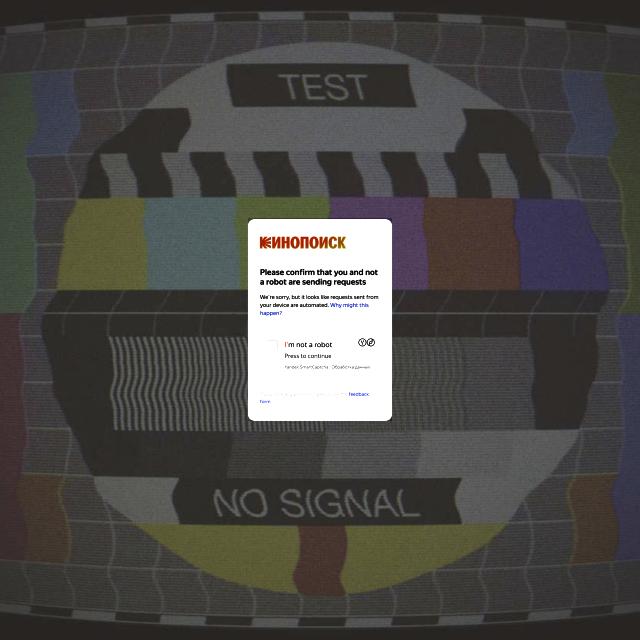 TEST
КИНОПОИСК
Please confirm that you and not
a robot are sending requests
We're sorry, but it looks like requests sent from
your device are automated. Why might this
happen?
I'm not a robot
Press to continue
Yandex SmartCaptcha Обработка данных
feedback
form
NO SIGNAL